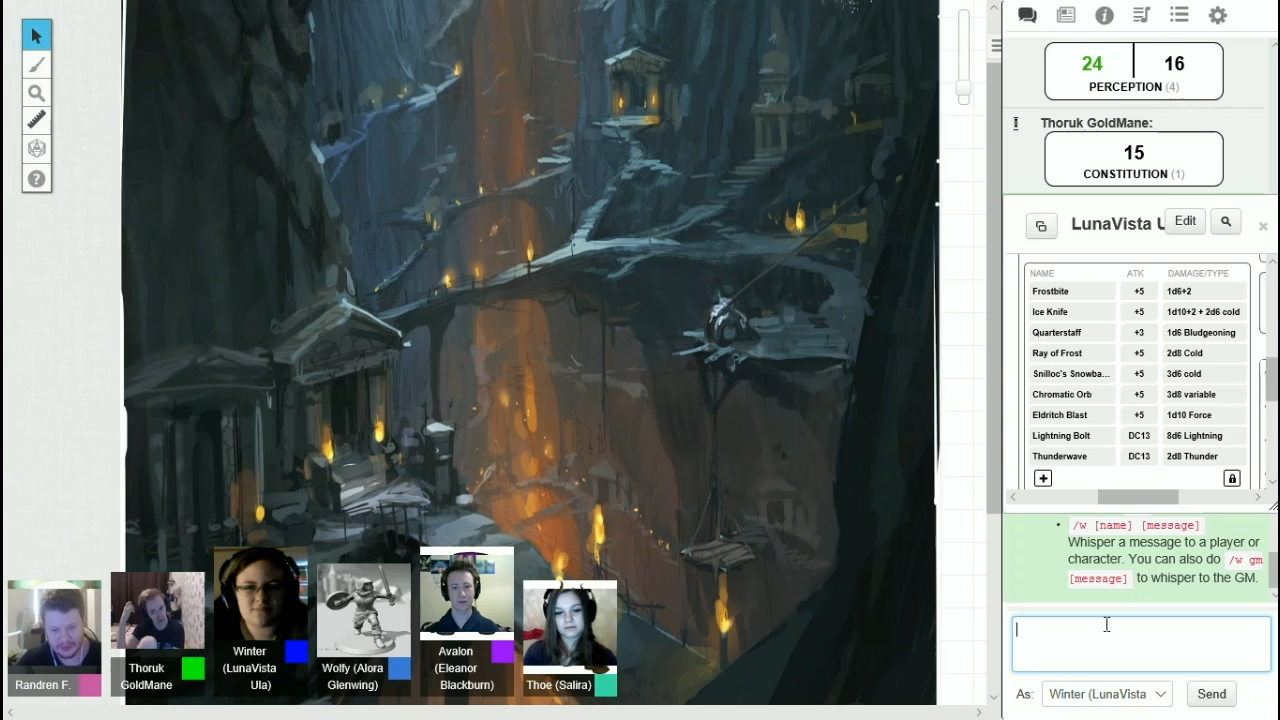 24
16
PERCEPTION (4)
Thoruk GoldMane:
15
CONSTITUTION (1)
LunaVista U
Edit
NAME ATK DAMAGE/TYPE
Frostbite +5 1d6+2
Ice Knife +5 1d10+2 + 2d6 cold
Quarterstaff +3 1d6 Bludgeoning
Ray of Frost +5 2d8 Cold
Snilloc's Snowba... +5 3d6 cold
Chromatic Orb +5 3d8 variable
Eldritch Blast +5 1d10 Force
Lightning Bolt DC13 8d6 Lightning
Thunderwave DC13 2d8 Thunder
• /w [name] [message]
Whisper a message to a player or
character. You can also do /w gm
[message] to whisper to the GM.
As: Winter (LunaVista
Send
Randren F.
Thoruk
GoldMane
Winter
(LunaVista
Ula)
Wolfy (Alora
Glenwing)
Avalon
(Eleanor
Blackburn)
Thoe (Salira)